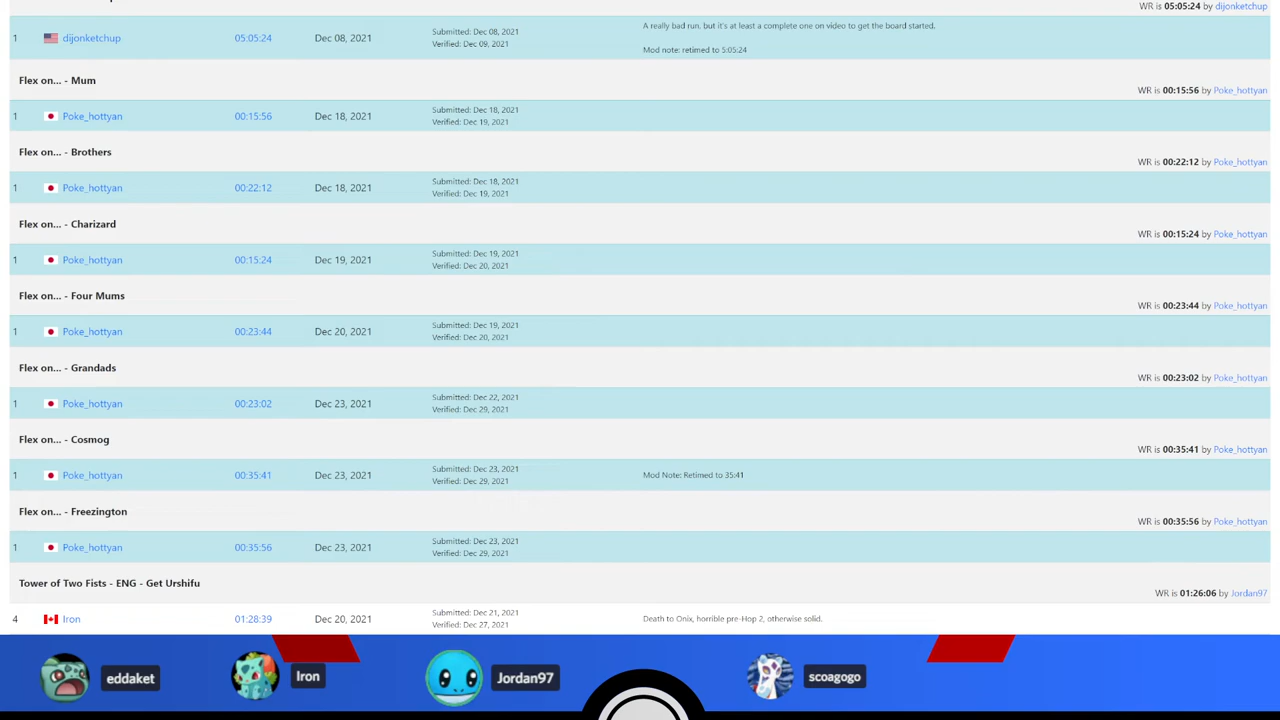 WR is 05:05:24 by dijonketchup
1 dijonketchup 05:05:24 Dec 08, 2021 Submitted: Dec 08, 2021 Verified: Dec 09, 2021 A really bad run, but it's at least a complete one on video to get the board started. Mod note: retimed to 5:05:24
Flex on... - Mum
WR is 00:15:56 by Poke_hottyan
1 Poke_hottyan 00:15:56 Dec 18, 2021 Submitted: Dec 18, 2021 Verified: Dec 19, 2021
Flex on... - Brothers
WR is 00:22:12 by Poke_hottyan
1 Poke_hottyan 00:22:12 Dec 18, 2021 Submitted: Dec 18, 2021 Verified: Dec 19, 2021
Flex on... - Charizard
WR is 00:15:24 by Poke_hottyan
1 Poke_hottyan 00:15:24 Dec 19, 2021 Submitted: Dec 19, 2021 Verified: Dec 20, 2021
Flex on... - Four Mums
WR is 00:23:44 by Poke_hottyan
1 Poke_hottyan 00:23:44 Dec 20, 2021 Submitted: Dec 19, 2021 Verified: Dec 20, 2021
Flex on... - Grandads
WR is 00:23:02 by Poke_hottyan
1 Poke_hottyan 00:23:02 Dec 23, 2021 Submitted: Dec 22, 2021 Verified: Dec 29, 2021
Flex on... - Cosmog
WR is 00:35:41 by Poke_hottyan
1 Poke_hottyan 00:35:41 Dec 23, 2021 Submitted: Dec 23, 2021 Verified: Dec 29, 2021 Mod Note: Retimed to 35:41
Flex on... - Freezington
WR is 00:35:56 by Poke_hottyan
1 Poke_hottyan 00:35:56 Dec 23, 2021 Submitted: Dec 23, 2021 Verified: Dec 29, 2021
Tower of Two Fists - ENG - Get Urshifu
WR is 01:26:06 by Jordan97
4 Iron 01:28:39 Dec 20, 2021 Submitted: Dec 21, 2021 Verified: Dec 27, 2021 Death to Onix, horrible pre-Hop 2, otherwise solid.
eddaket Iron Jordan97 scoagogo